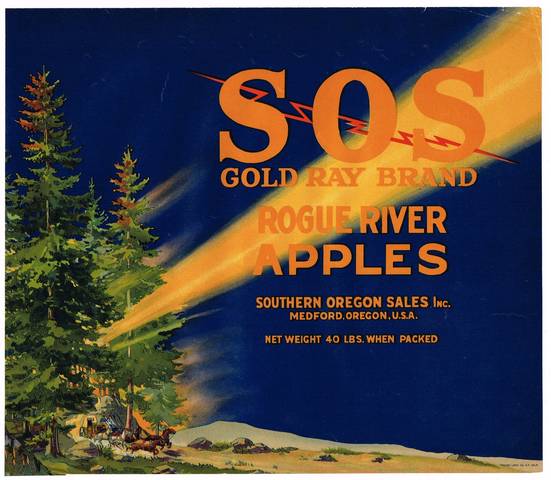 SOS
GOLD RAY BRAND
ROGUE RIVER
APPLES
SOUTHERN OREGON SALES INC.
MEDFORD, OREGON, U.S.A.
NET WEIGHT 40 LBS. WHEN PACKED